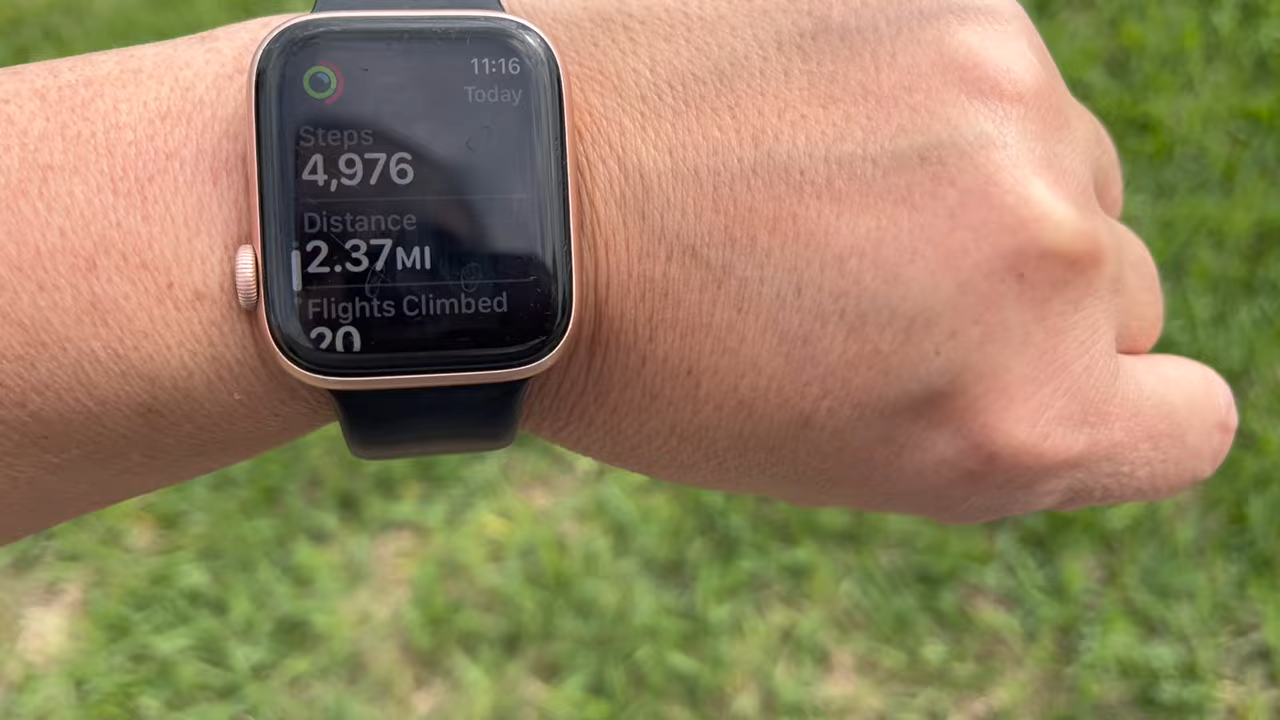 11:16
Today
Steps
4,976
Distance
2.37MI
Flights Climbed
20